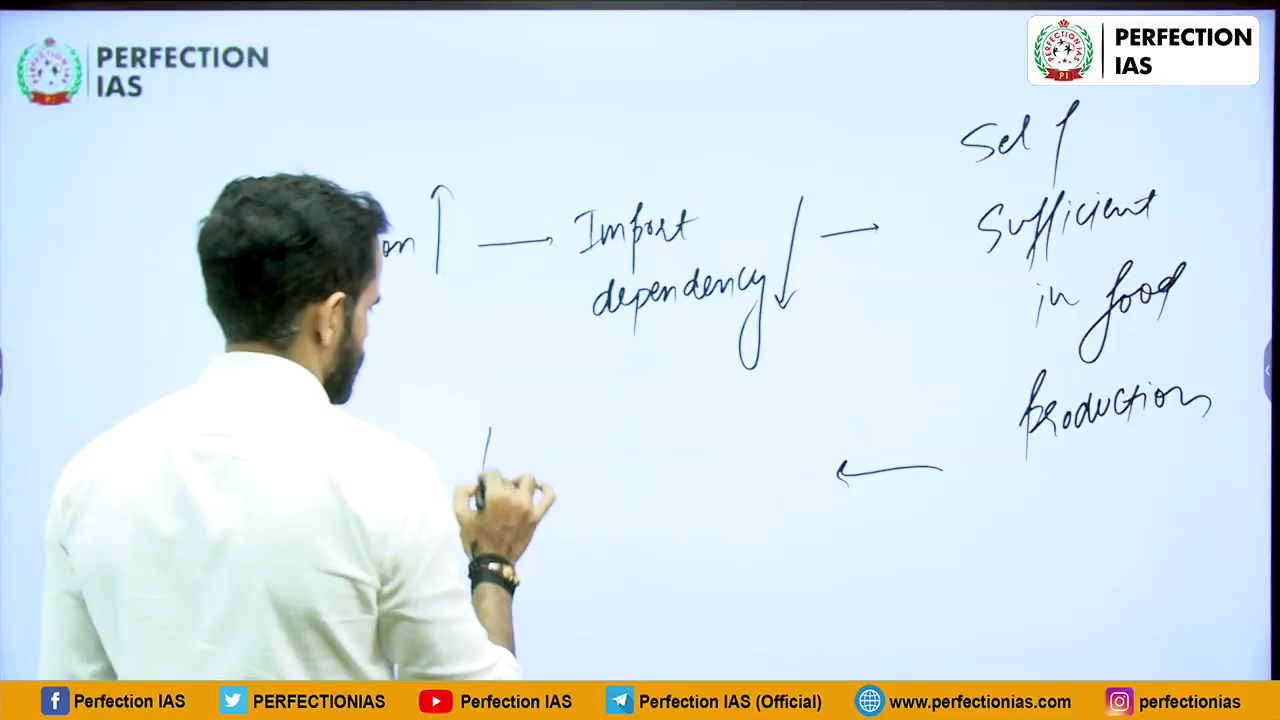 PERFECTION
IAS
PERFECTION
IAS
on ↑ → Import dependency ↓ → Self Sufficient in food production
←
Perfection IAS
PERFECTIONIAS
Perfection IAS
Perfection IAS (Official)
www.perfectionias.com
perfectionias